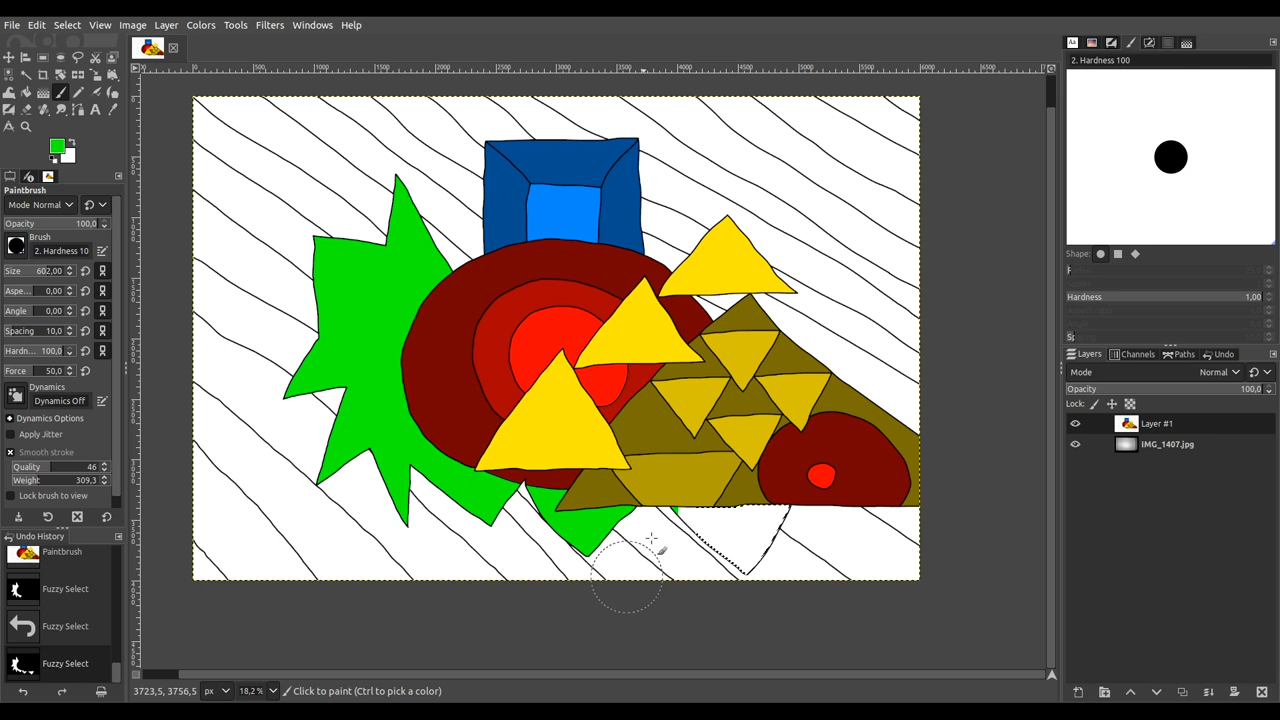 File Edit Select View Image Layer Colors Tools Filters Windows Help
2. Hardness 100
Paintbrush
Mode Normal
Opacity 100,0
Brush
2. Hardness 10
Size 602,00
Aspe... 0,00
Angle 0,00
Spacing 10,0
Hardn... 100,0
Force 50,0
Dynamics
Dynamics Off
Dynamics Options
Apply Jitter
Smooth stroke
Quality 46
Weight 309,3
Lock brush to view
Undo History
Paintbrush
Fuzzy Select
Fuzzy Select
Fuzzy Select
Shape:
Hardness 1,00
Layers Channels Paths Undo
Mode Normal
Opacity 100,0
Lock:
Layer #1
IMG_1407.jpg
3723,5, 3756,5 px 18,2 % Click to paint (Ctrl to pick a color)